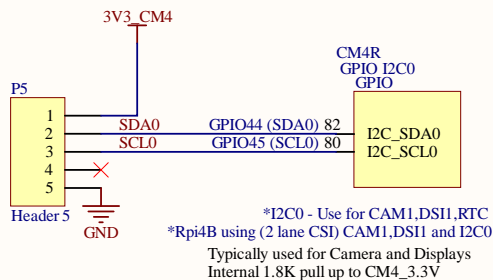 3V3_CM4
CM4R
GPIO I2C0
GPIO
P5
1
2 SDA0 GPIO44 (SDA0) 82 I2C_SDA0
3 SCL0 GPIO45 (SCL0) 80 I2C_SCL0
4
5
Header 5
GND
*I2C0 - Use for CAM1,DSI1,RTC
*Rpi4B using (2 lane CSI) CAM1,DSI1 and I2C0
Typically used for Camera and Displays
Internal 1.8K pull up to CM4_3.3V